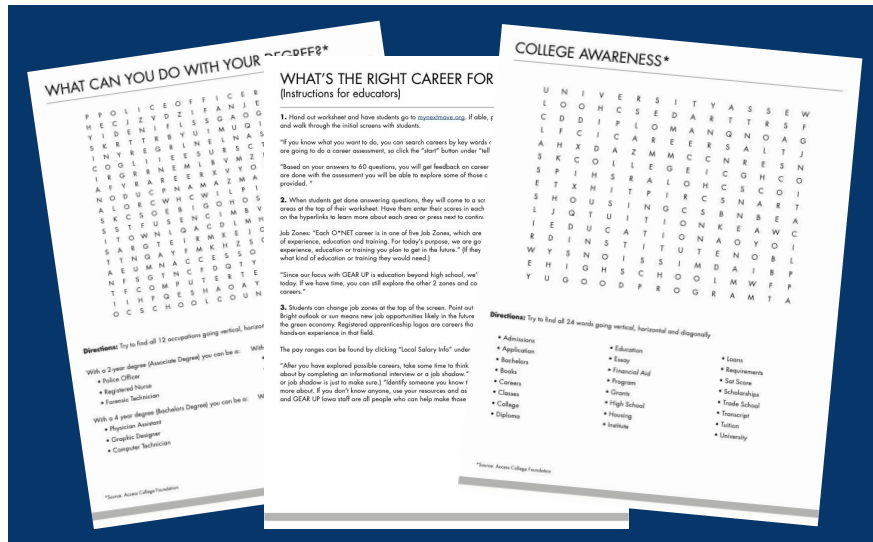 WHAT CAN YOU DO WITH YOUR DEGREE?*
P P O L I C E O F F I C E R
H E C J Z V D Z I F A N J E
Y I D E N I F L S S G A O G
S K R T T R B Y U I M U Q I
I N Y R E G R L N E L N A S
C O G L I I E E S U R S C T
Directions: Try to find all 12 occupations going vertical,
With a 2-year degree (Associate Degree) you can be a:
• Police Officer
• Registered Nurse
• Forensic Technician
With a 4 year degree (Bachelors Degree) you can be a:
• Physician Assistant
• Graphic Designer
• Computer Technician
*Source: Access College Foundation
WHAT'S THE RIGHT CAREER FOR
(Instructions for educators)
1. Hand out worksheet and have students go to mynextmove.org. If able,
and walk through the initial screens with students.
"If you know what you want to do, you can search careers by key words
are going to do a career assessment, so click the "start" button under "tell
"Based on your answers to 60 questions, you will get feedback on career
are done with the assessment you will be able to explore some of those
provided. "
2. When students get done answering questions, they will come to a
areas at the top of their worksheet. Have them enter their scores in each
on the hyperlinks to learn more about each area or press next to
Job Zones: "Each O*NET career is in one of five Job Zones, which are
of experience, education and training. For today's purpose, we are go
experience, education or training you plan to get in the future." (If they
what kind of education or training they would need.)
"Since our focus with GEAR UP is education beyond high school, we'
today. If we have time, you can still explore the other 2 zones and
careers."
3. Students can change job zones at the top of the screen. Point out
Bright outlook or sun means new job opportunities likely in the future
the green economy. Registered apprenticeship logos are careers
hands-on experience in that field.
The pay ranges can be found by clicking "Local Salary Info" under
"After you have explored possible careers, take some time to think
about by completing an informational interview or a job shadow."
or job shadow is just to make sure.) "Identify someone you know
more about. If you don't know anyone, use your resources and as
and GEAR UP Iowa staff are all people who can help make those
COLLEGE AWARENESS*
U N I V E R S I T Y A S S E W
L O O H C S E D A R T T R S F
C D D I P L O M A N Q N O A G
L F C I C A R E E R S A L T J
A H X D A Z M M C C N R E S N
S K C O L L E G E I C G H C O
S P I H S R A L O H C S C O I
E T X H I T P I R C S N A R T
S H O U S I N G C S B N B E A
L J Q T U I T I O N K E A W C
I E D U C A T I O N A O Y O I
R D I N S T I T U T E N O B L
W Y S N O I S S I M D A I B P
E H I G H S C H O O L M W F P
Y U G O O D P R O G R A M T A
Directions: Try to find all 24 words going vertical, horizontal and diagonally
• Admissions
• Application
• Bachelors
• Books
• Careers
• Classes
• College
• Diploma
• Education
• Essay
• Financial Aid
• Program
• Grants
• High School
• Housing
• Institute
• Loans
• Requirements
• Sat Score
• Scholarships
• Trade School
• Transcript
• Tuition
• University
*Source: Access College Foundation